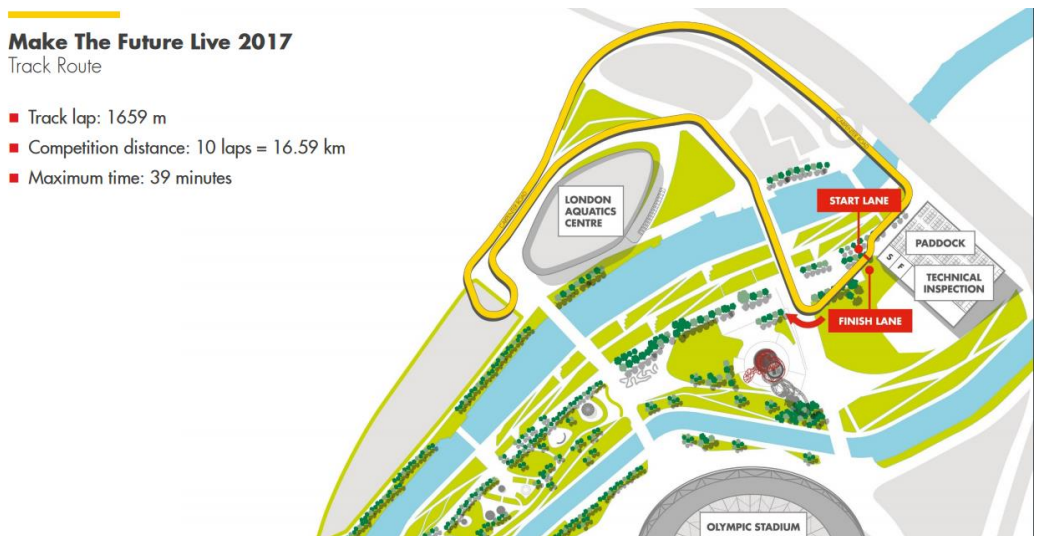 Make The Future Live 2017
Track Route
Track lap: 1659 m
Competition distance: 10 laps = 16.59 km
Maximum time: 39 minutes
LONDON
AQUATICS
CENTRE
START LANE
PADDOCK
S
F
TECHNICAL
INSPECTION
FINISH LANE
OLYMPIC STADIUM